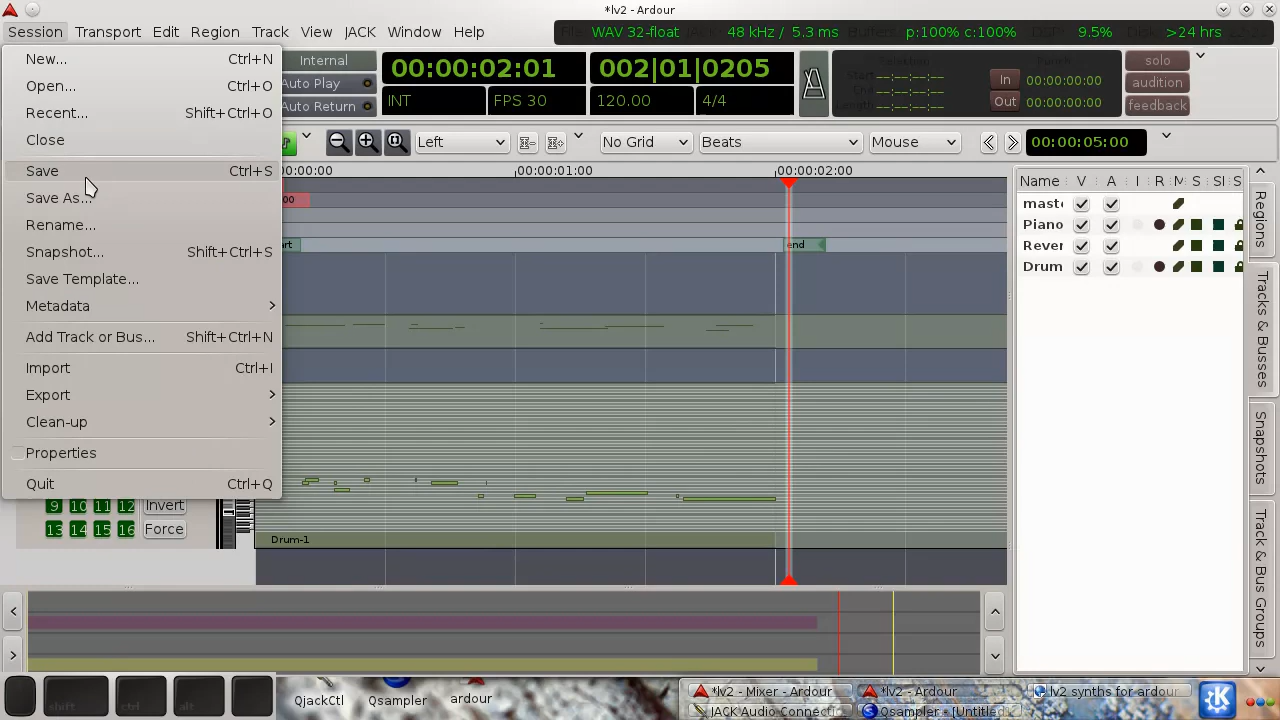 *lv2 - Ardour
Session Transport Edit Region Track View JACK Window Help
WAV 32-float 48 kHz / 5.3 ms p:100% c:100% 9.5% >24 hrs
New... Ctrl+N
Open... Ctrl+O
Recent... Shift+Ctrl+O
Close
Save Ctrl+S
Save As...
Rename...
Snapshot... Shift+Ctrl+S
Save Template...
Metadata
Add Track or Bus... Shift+Ctrl+N
Import Ctrl+I
Export
Clean-up
Properties
Quit Ctrl+Q
Internal
Auto Play
Auto Return
00:00:02:01
INT FPS 30
002|01|0205
120.00 4/4
Start --:--:--:--
End --:--:--:--
Length --:--:--:--
In 00:00:00:00
Out 00:00:00:00
solo
audition
feedback
Left No Grid Beats Mouse 00:00:05:00
00:00:01:00 00:00:02:00
end
Name V A I R M S SI S
mast
Piano
Rever
Drum
Regions
Tracks & Busses
Snapshots
Track & Bus Groups
9 10 11 12 Invert
13 14 15 16 Force
Drum-1
shift ctrl alt
QjackCtl Qsampler ardour
*lv2 - Mixer - Ardour *lv2 - Ardour lv2 synths for ardour
JACK Audio Connecti Qsampler - [Untitled